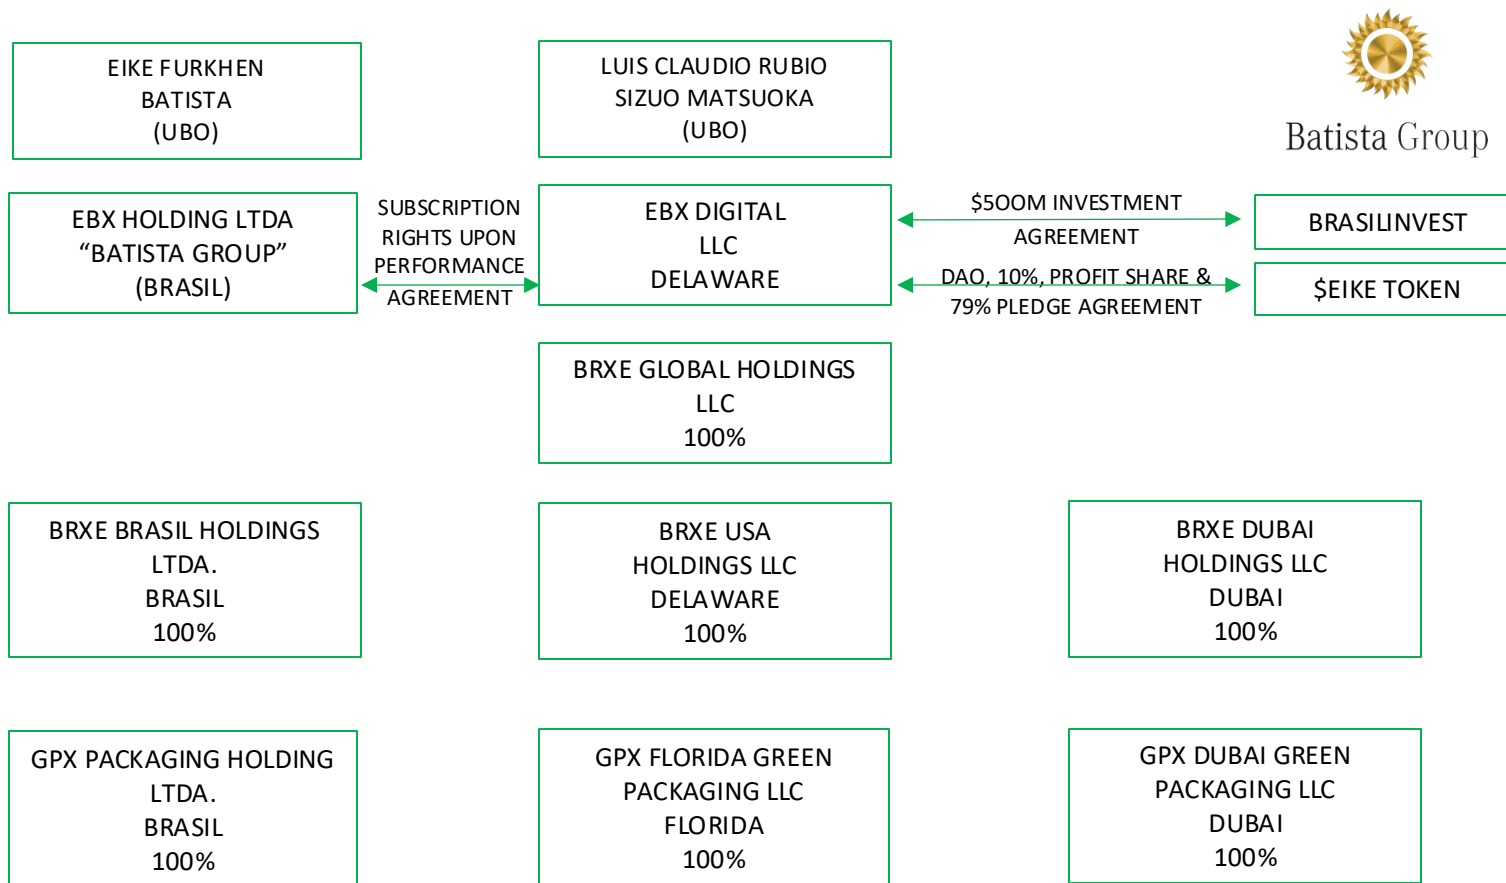 EIKE FURKHEN
BATISTA
(UBO)
LUIS CLAUDIO RUBIO
SIZUO MATSUOKA
(UBO)
Batista Group
EBX HOLDING LTDA
“BATISTA GROUP”
(BRASIL)
SUBSCRIPTION
RIGHTS UPON
PERFORMANCE
AGREEMENT
EBX DIGITAL
LLC
DELAWARE
$5OOM INVESTMENT
AGREEMENT
BRASILINVEST
DAO, 10%, PROFIT SHARE &
79% PLEDGE AGREEMENT
$EIKE TOKEN
BRXE GLOBAL HOLDINGS
LLC
100%
BRXE BRASIL HOLDINGS
LTDA.
BRASIL
100%
BRXE USA
HOLDINGS LLC
DELAWARE
100%
BRXE DUBAI
HOLDINGS LLC
DUBAI
100%
GPX PACKAGING HOLDING
LTDA.
BRASIL
100%
GPX FLORIDA GREEN
PACKAGING LLC
FLORIDA
100%
GPX DUBAI GREEN
PACKAGING LLC
DUBAI
100%